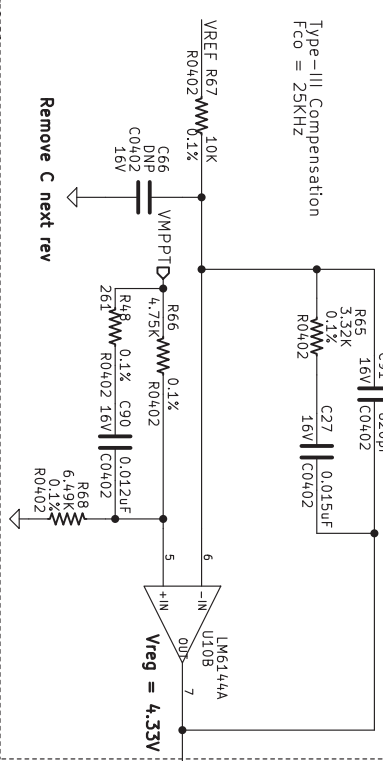 Type-III Compensation
Fco = 25KHz
C91
820pF
16V
C0402
R65
3.32K
0.1%
R0402
C27
0.015uF
16V
C0402
VREF
R67
10K
R0402
0.1%
C66
DNP
C0402
16V
VMPPT
R66
4.75K
0.1%
R0402
R48
261
0.1%
R0402
C90
0.012uF
16V
C0402
R68
6.49K
0.1%
R0402
6
5
7
-IN
+IN
OUT
LM6144A
U10B
Vreg = 4.33V
Remove C next rev